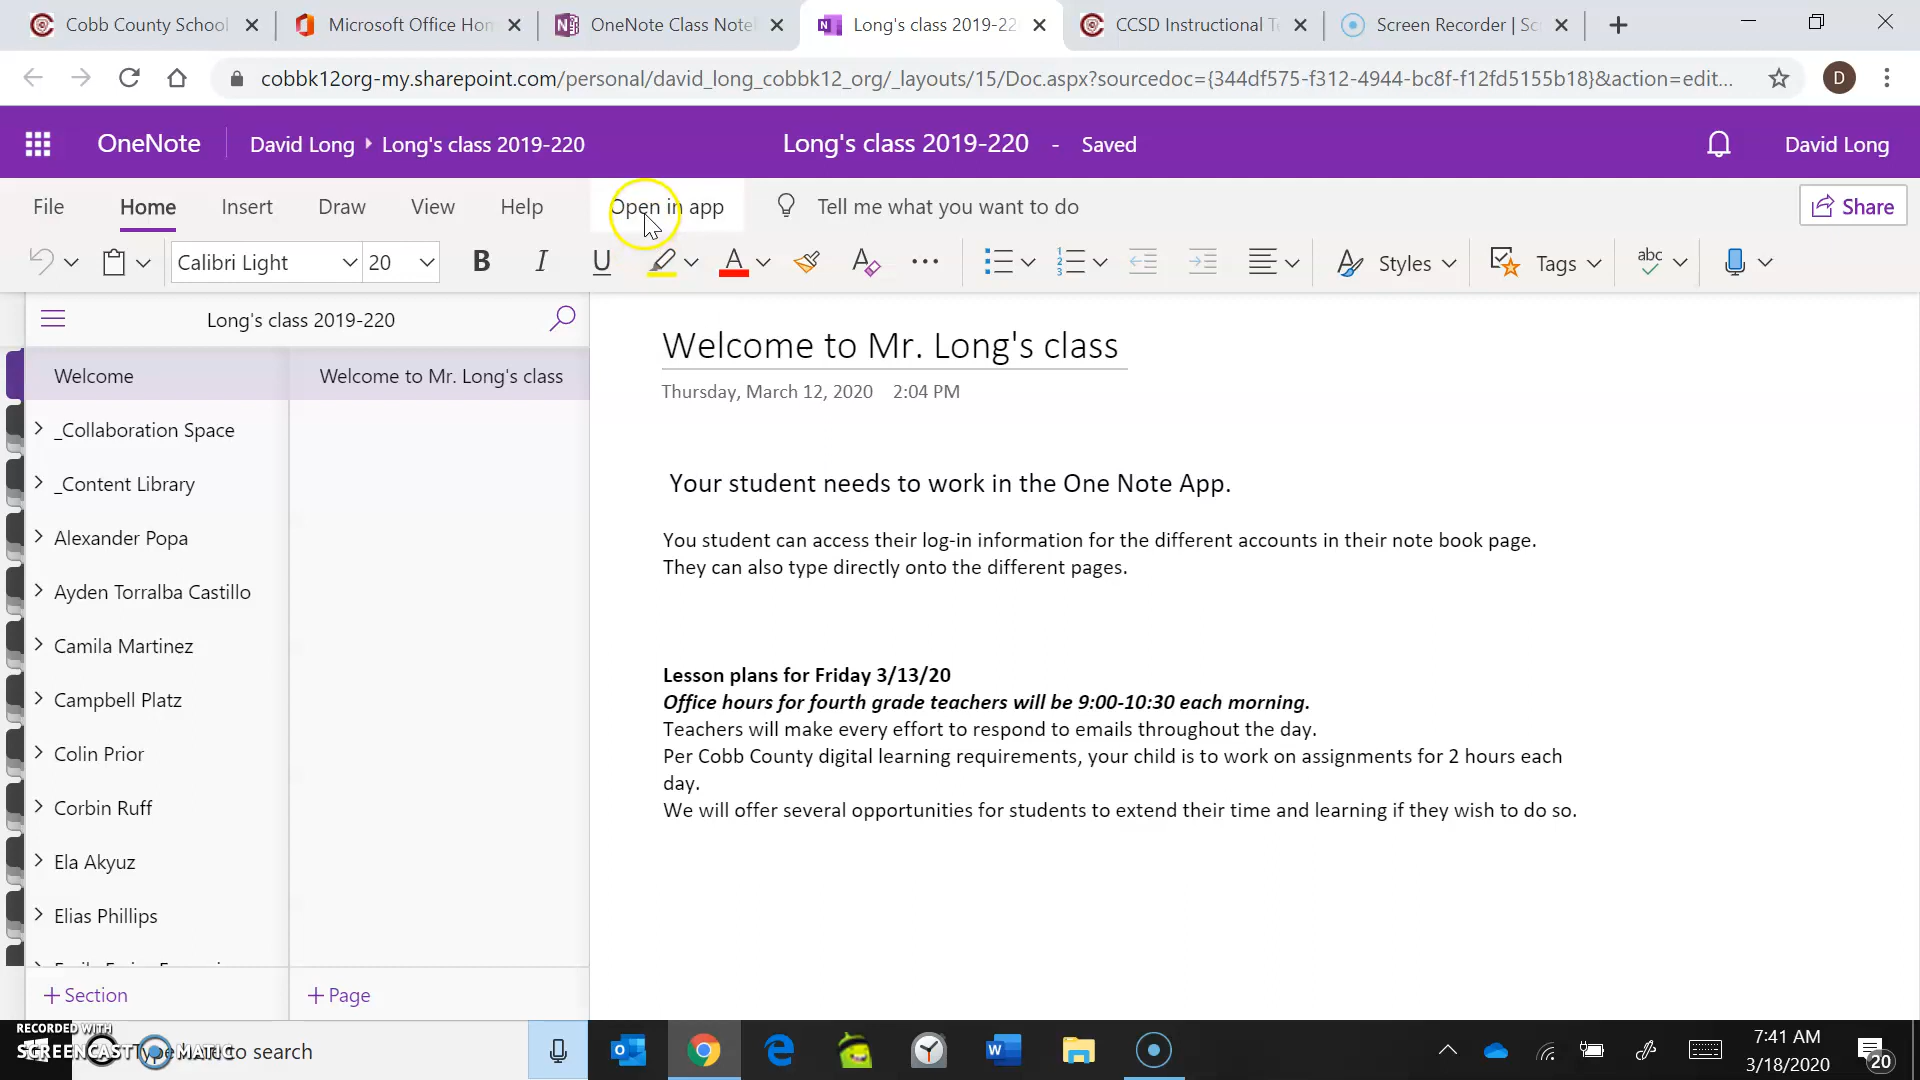 Cobb County School
Microsoft Office Hon
OneNote Class Note
Long's class 2019-22
CCSD Instructional Te
Screen Recorder | Sc
cobbk12org-my.sharepoint.com/personal/david_long_cobbk12_org/_layouts/15/Doc.aspx?sourcedoc={344df575-f312-4944-bc8f-f12fd5155b18}&action=edit...
D
OneNote
David Long
Long's class 2019-220
Long's class 2019-220 - Saved
David Long
File
Home
Insert
Draw
View
Help
Open in app
Tell me what you want to do
Share
Calibri Light
20
B
I
U
A
A
Styles
Tags
abc
Long's class 2019-220
Welcome
_Collaboration Space
_Content Library
Alexander Popa
Ayden Torralba Castillo
Camila Martinez
Campbell Platz
Colin Prior
Corbin Ruff
Ela Akyuz
Elias Phillips
+ Section
Welcome to Mr. Long's class
+ Page
Welcome to Mr. Long's class
Thursday, March 12, 2020 2:04 PM
Your student needs to work in the One Note App.
You student can access their log-in information for the different accounts in their note book page.
They can also type directly onto the different pages.
Lesson plans for Friday 3/13/20
Office hours for fourth grade teachers will be 9:00-10:30 each morning.
Teachers will make every effort to respond to emails throughout the day.
Per Cobb County digital learning requirements, your child is to work on assignments for 2 hours each
day.
We will offer several opportunities for students to extend their time and learning if they wish to do so.
RECORDED WITH
SCREENCAST MATIC
to search
7:41 AM
3/18/2020
20